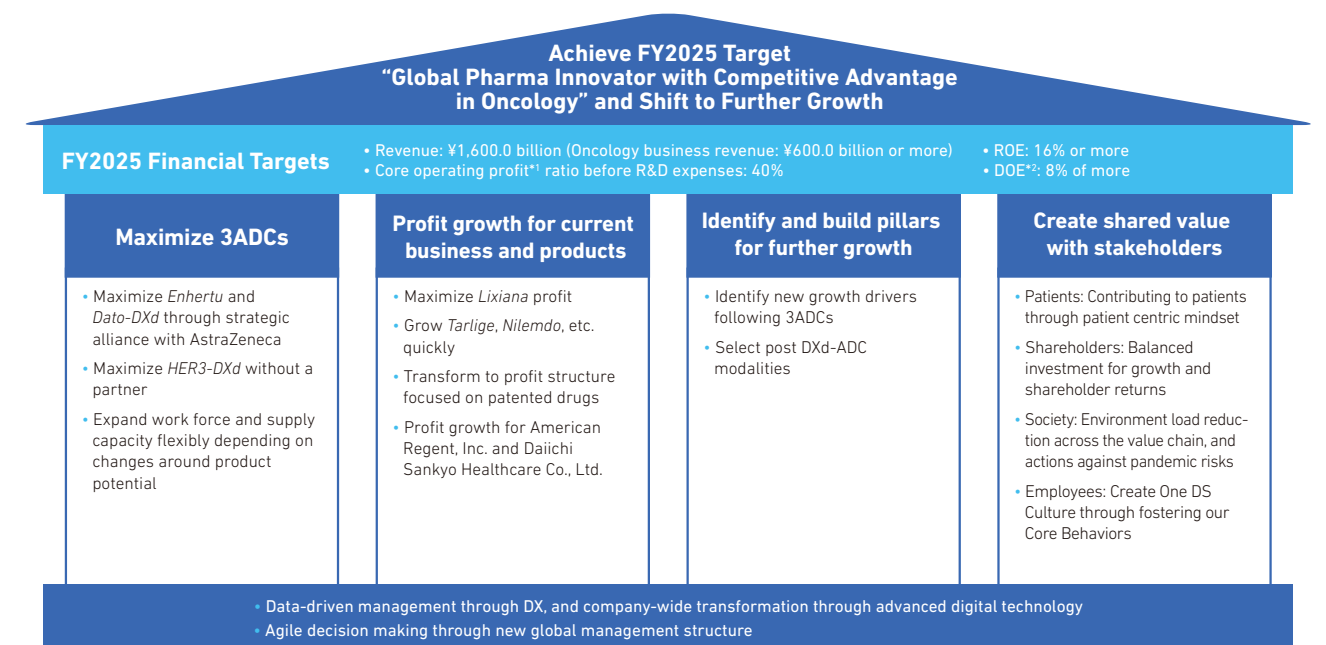 Achieve FY2025 Target
“Global Pharma Innovator with Competitive Advantage
in Oncology” and Shift to Further Growth
FY2025 Financial Targets
• Revenue: ¥1,600.0 billion (Oncology business revenue: ¥600.0 billion or more)
• Core operating profit*1 ratio before R&D expenses: 40%
• ROE: 16% or more
• DOE*2: 8% of more
Maximize 3ADCs
• Maximize Enhertu and
Dato-DXd through strategic
alliance with AstraZeneca
• Maximize HER3-DXd without a
partner
• Expand work force and supply
capacity flexibly depending on
changes around product
potential
Profit growth for current
business and products
• Maximize Lixiana profit
• Grow Tarlige, Nilemdo, etc.
quickly
• Transform to profit structure
focused on patented drugs
• Profit growth for American
Regent, Inc. and Daiichi
Sankyo Healthcare Co., Ltd.
Identify and build pillars
for further growth
• Identify new growth drivers
following 3ADCs
• Select post DXd-ADC
modalities
Create shared value
with stakeholders
• Patients: Contributing to patients
through patient centric mindset
• Shareholders: Balanced
investment for growth and
shareholder returns
• Society: Environment load reduc-
tion across the value chain, and
actions against pandemic risks
• Employees: Create One DS
Culture through fostering our
Core Behaviors
• Data-driven management through DX, and company-wide transformation through advanced digital technology
• Agile decision making through new global management structure